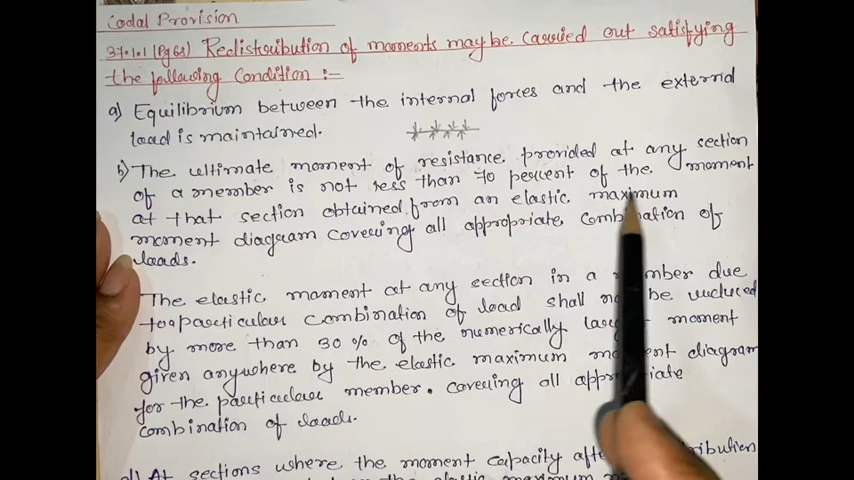 Codal Provision
37.1.1 (Pg 68) Redistribution of moments may be. Carried out satisfying
the following Condition :-
a) Equilibrium between the internal forces and the external
load is maintained.
b) The ultimate moment of resistance provided at any section
of a member is not less than 70 percent of the moment
at that section obtained from an elastic maximum
moment diagram covering all appropriate combination of
loads.
The elastic moment at any section in a member due
to a particular combination of load shall not be reduced
by more than 30% of the numerically largest moment
given anywhere by the elastic maximum moment diagram
for the particular member. covering all appropriate
combination of loads.
d) At sections where the moment capacity